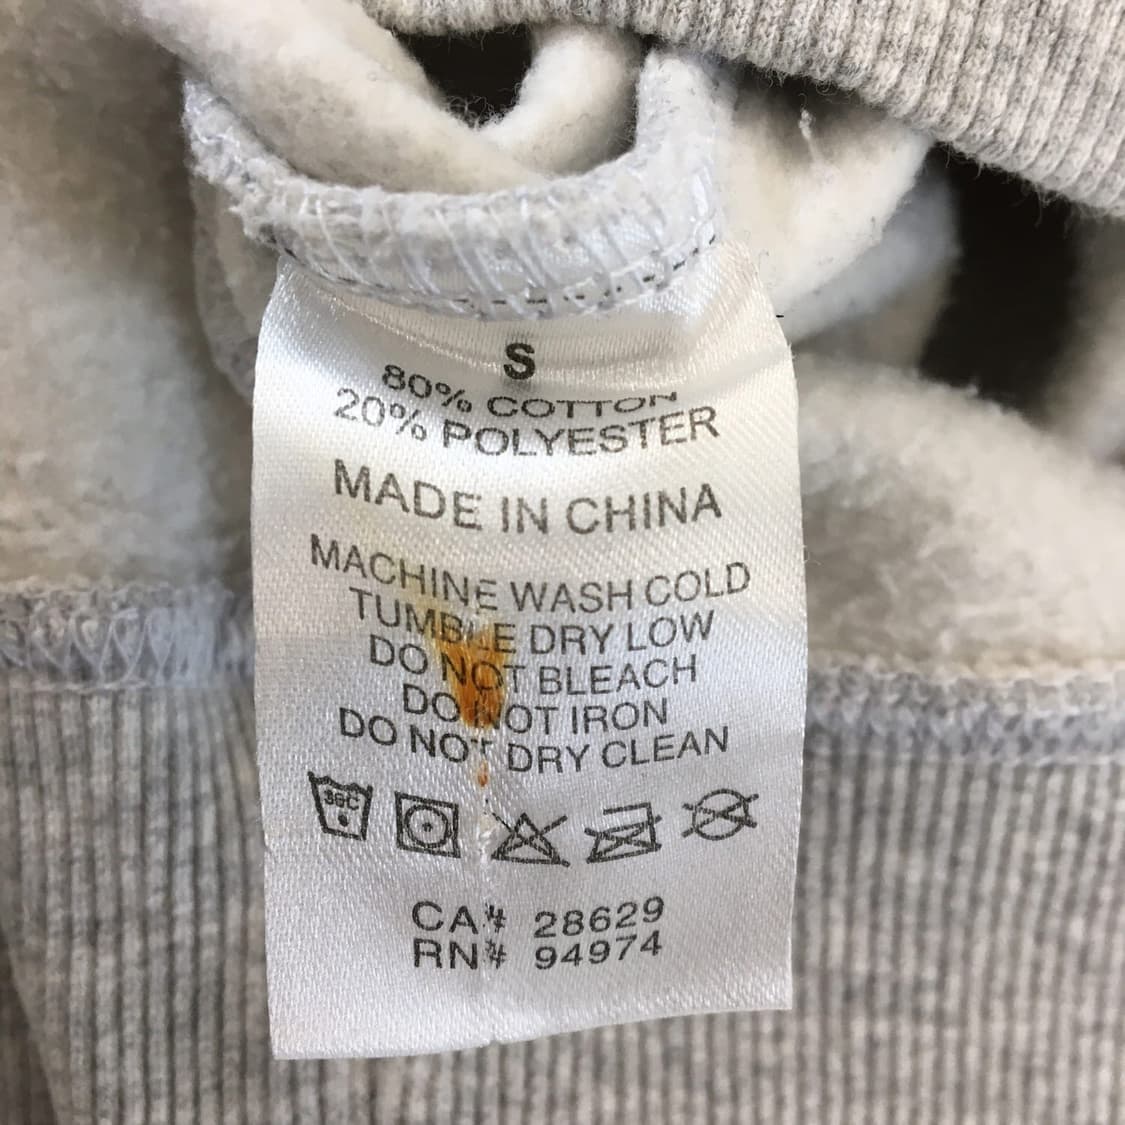 S
80% COTTON
20% POLYESTER
MADE IN CHINA
MACHINE WASH COLD
TUMBLE DRY LOW
DO NOT BLEACH
DO NOT IRON
DO NOT DRY CLEAN
30C
CA# 28629
RN# 94974